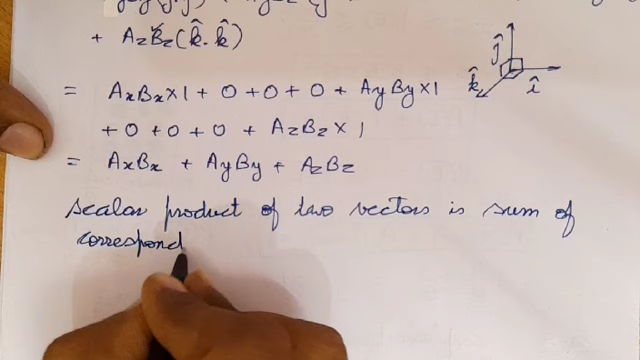 + AzBz(k̂.k̂)
ĵ
k̂
î
= AxBx×1 + 0 + 0 + 0 + AyBy×1
+ 0 + 0 + 0 + AzBz×1
= AxBx + AyBy + AzBz
scalar product of two vectors is sum of
correspond